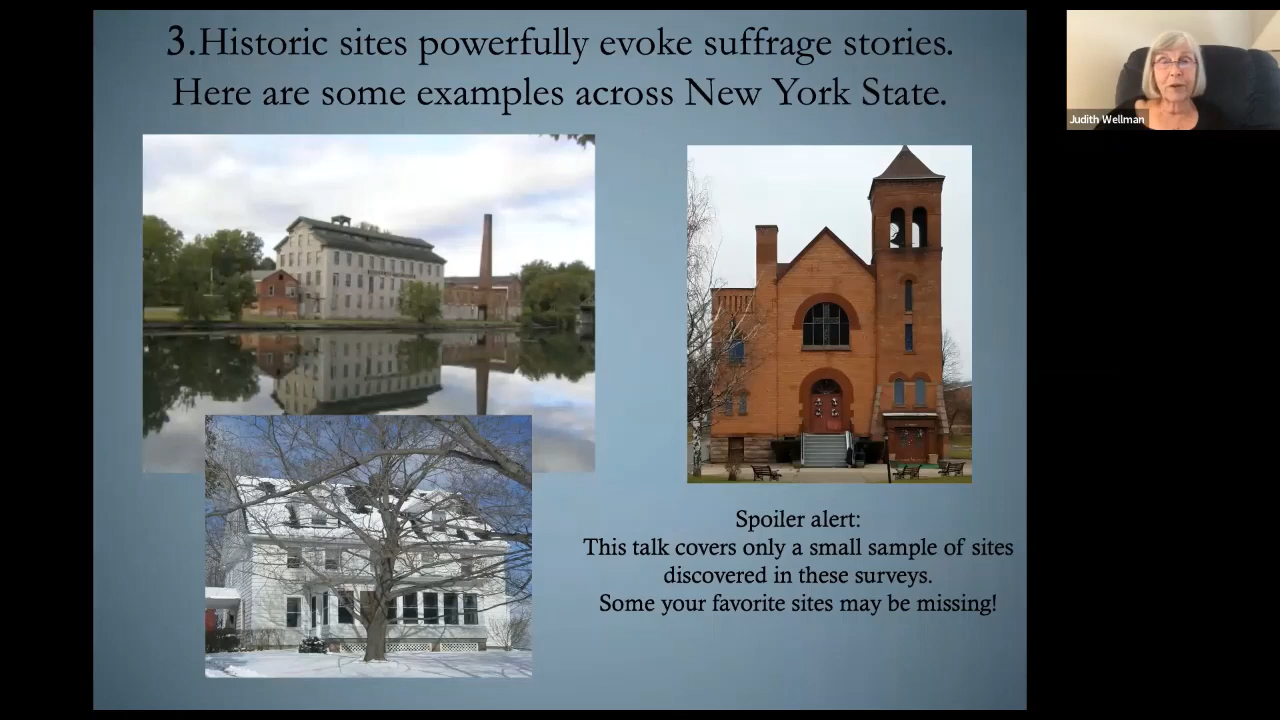 3.Historic sites powerfully evoke suffrage stories.
Here are some examples across New York State.
Judith Wellman
Spoiler alert:
This talk covers only a small sample of sites
discovered in these surveys.
Some your favorite sites may be missing!